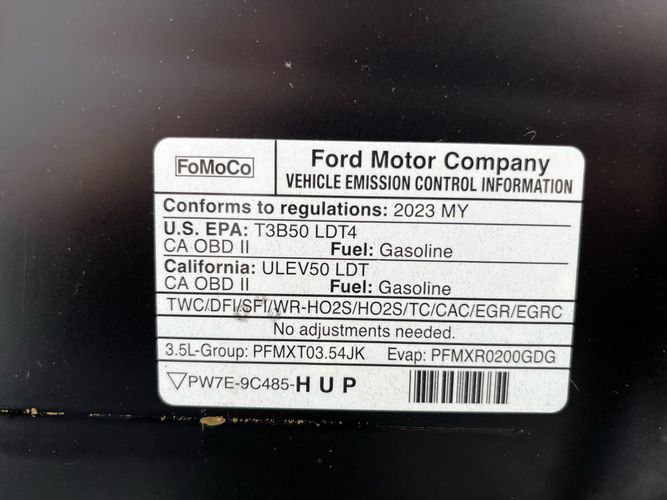 FoMoCo
Ford Motor Company
VEHICLE EMISSION CONTROL INFORMATION
Conforms to regulations: 2023 MY
U.S. EPA: T3B50 LDT4
CA OBD II Fuel: Gasoline
California: ULEV50 LDT
CA OBD II Fuel: Gasoline
TWC/DFI/SFI/WR-HO2S/HO2S/TC/CAC/EGR/EGRC
No adjustments needed.
3.5L-Group: PFMXT03.54JK Evap: PFMXR0200GDG
▽PW7E-9C485-HUP